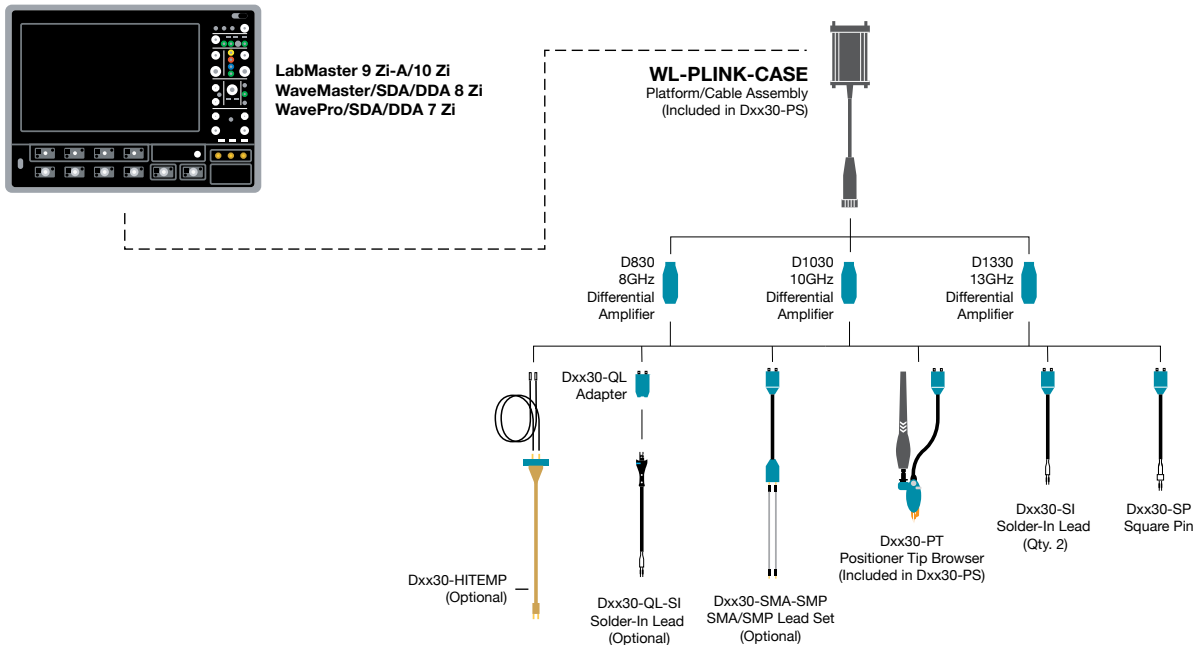 LabMaster 9 Zi-A/10 Zi
WaveMaster/SDA/DDA 8 Zi
WavePro/SDA/DDA 7 Zi
WL-PLINK-CASE
Platform/Cable Assembly
(Included in Dxx30-PS)
D830
8GHz
Differential
Amplifier
D1030
10GHz
Differential
Amplifier
D1330
13GHz
Differential
Amplifier
Dxx30-HITEMP
(Optional)
Dxx30-QL
Adapter
Dxx30-QL-SI
Solder-In Lead
(Optional)
Dxx30-SMA-SMP
SMA/SMP Lead Set
(Optional)
Dxx30-PT
Positioner Tip Browser
(Included in Dxx30-PS)
Dxx30-SI
Solder-In Lead
(Qty. 2)
Dxx30-SP
Square Pin